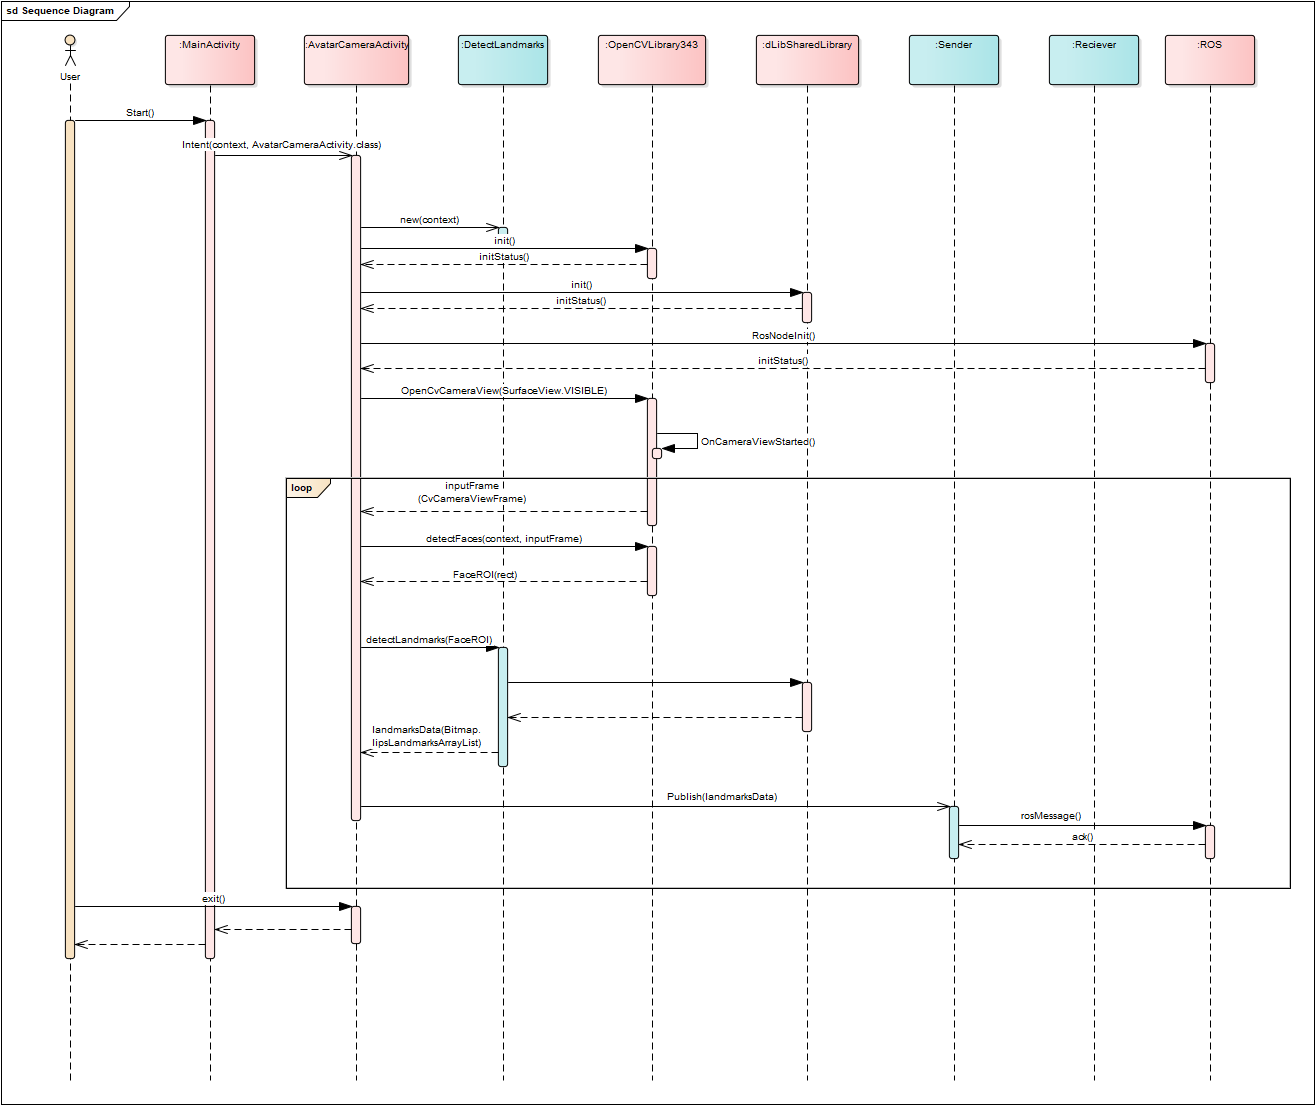 sd Sequence Diagram
User
:MainActivity
:AvatarCameraActivity
:DetectLandmarks
:OpenCVLibrary343
:dLibSharedLibrary
:Sender
:Reciever
:ROS
Start()
Intent(context, AvatarCameraActivity.class)
new(context)
init()
initStatus()
init()
initStatus()
RosNodeInit()
initStatus()
OpenCvCameraView(SurfaceView.VISIBLE)
OnCameraViewStarted()
loop
inputFrame
(CvCameraViewFrame)
detectFaces(context, inputFrame)
FaceROI(rect)
detectLandmarks(FaceROI)
landmarksData(Bitmap.
lipsLandmarksArrayList)
Publish(landmarksData)
rosMessage()
ack()
exit()